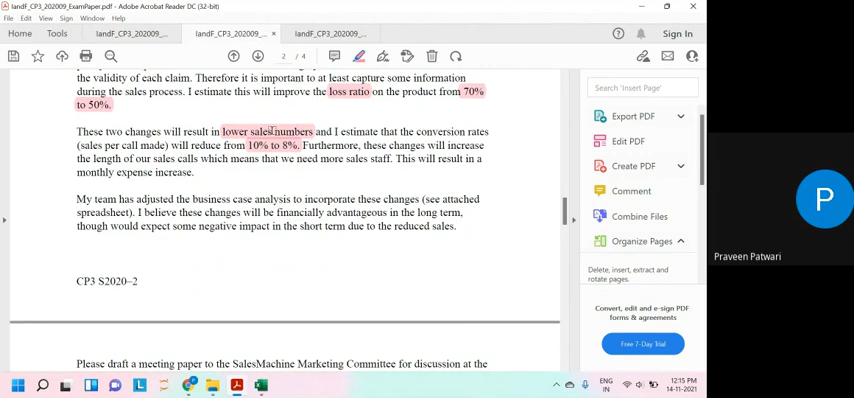 IandF_CP3_202009_ExamPaper.pdf - Adobe Acrobat Reader DC (32-bit)
File Edit View Sign Window Help
Home Tools IandF_CP3_202009_... IandF_CP3_202009_... × IandF_CP3_202009_... Sign In
2 / 4
the validity of each claim. Therefore it is important to at least capture some information
during the sales process. I estimate this will improve the loss ratio on the product from 70%
to 50%.
These two changes will result in lower sales numbers and I estimate that the conversion rates
(sales per call made) will reduce from 10% to 8%. Furthermore, these changes will increase
the length of our sales calls which means that we need more sales staff. This will result in a
monthly expense increase.
My team has adjusted the business case analysis to incorporate these changes (see attached
spreadsheet). I believe these changes will be financially advantageous in the long term,
though would expect some negative impact in the short term due to the reduced sales.
CP3 S2020–2
Please draft a meeting paper to the SalesMachine Marketing Committee for discussion at the
Search 'Insert Page'
Export PDF
Edit PDF
Create PDF
Comment
Combine Files
Organize Pages
Delete, insert, extract and
rotate pages.
Convert, edit and e-sign PDF
forms & agreements
Free 7-Day Trial
P
Praveen Patwari
ENG
IN
12:15 PM
14-11-2021